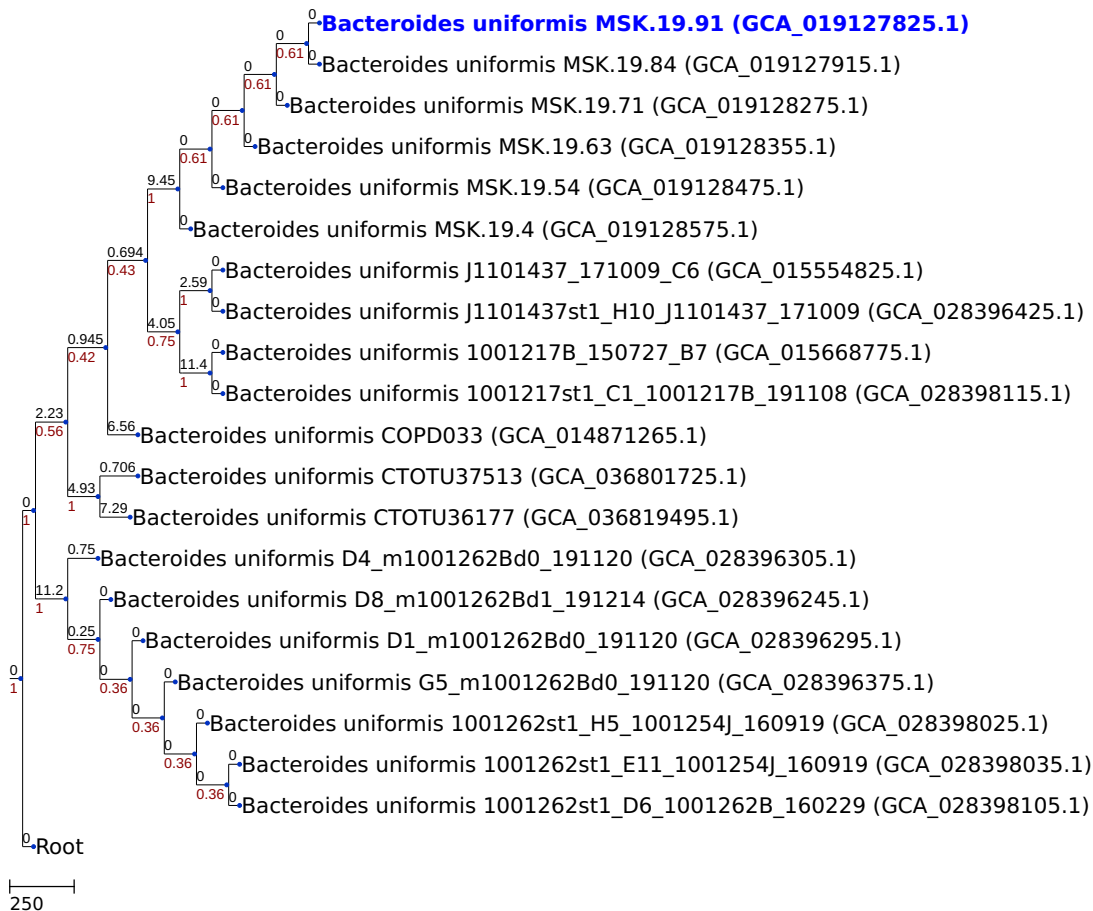 0
Bacteroides uniformis MSK.19.91 (GCA_019127825.1)
0
0.61
0
Bacteroides uniformis MSK.19.84 (GCA_019127915.1)
0
0.61
0
Bacteroides uniformis MSK.19.71 (GCA_019128275.1)
0
0.61
0
Bacteroides uniformis MSK.19.63 (GCA_019128355.1)
0
0.61
0
Bacteroides uniformis MSK.19.54 (GCA_019128475.1)
9.45
1
0
Bacteroides uniformis MSK.19.4 (GCA_019128575.1)
0.694
0.43
0
Bacteroides uniformis J1101437_171009_C6 (GCA_015554825.1)
2.59
1
0
Bacteroides uniformis J1101437st1_H10_J1101437_171009 (GCA_028396425.1)
4.05
0.75
0
Bacteroides uniformis 1001217B_150727_B7 (GCA_015668775.1)
11.4
1
0
Bacteroides uniformis 1001217st1_C1_1001217B_191108 (GCA_028398115.1)
0.945
0.42
6.56
Bacteroides uniformis COPD033 (GCA_014871265.1)
2.23
0.56
0.706
Bacteroides uniformis CTOTU37513 (GCA_036801725.1)
4.93
1
7.29
Bacteroides uniformis CTOTU36177 (GCA_036819495.1)
0
1
0.75
Bacteroides uniformis D4_m1001262Bd0_191120 (GCA_028396305.1)
11.2
1
0
Bacteroides uniformis D8_m1001262Bd1_191214 (GCA_028396245.1)
0.25
0.75
0
Bacteroides uniformis D1_m1001262Bd0_191120 (GCA_028396295.1)
0
0.36
0
Bacteroides uniformis G5_m1001262Bd0_191120 (GCA_028396375.1)
0
0.36
0
Bacteroides uniformis 1001262st1_H5_1001254J_160919 (GCA_028398025.1)
0
0.36
0
Bacteroides uniformis 1001262st1_E11_1001254J_160919 (GCA_028398035.1)
0
0.36
0
Bacteroides uniformis 1001262st1_D6_1001262B_160229 (GCA_028398105.1)
0
1
0
Root
250